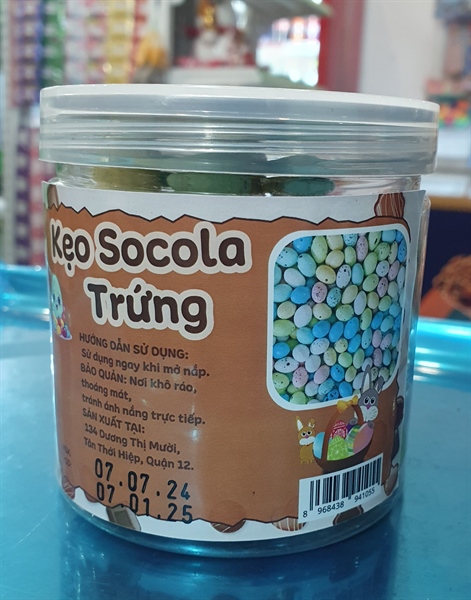 Kẹo Socola
Trứng
HƯỚNG DẪN SỬ DỤNG:
Sử dụng ngay khi mở nắp.
BẢO QUẢN: Nơi khô ráo,
thoáng mát,
tránh ánh nắng trực tiếp.
SẢN XUẤT TẠI:
134 Dương Thị Mười,
Tân Thới Hiệp, Quận 12.
07.07.24
07.01.25
8 968438 941055